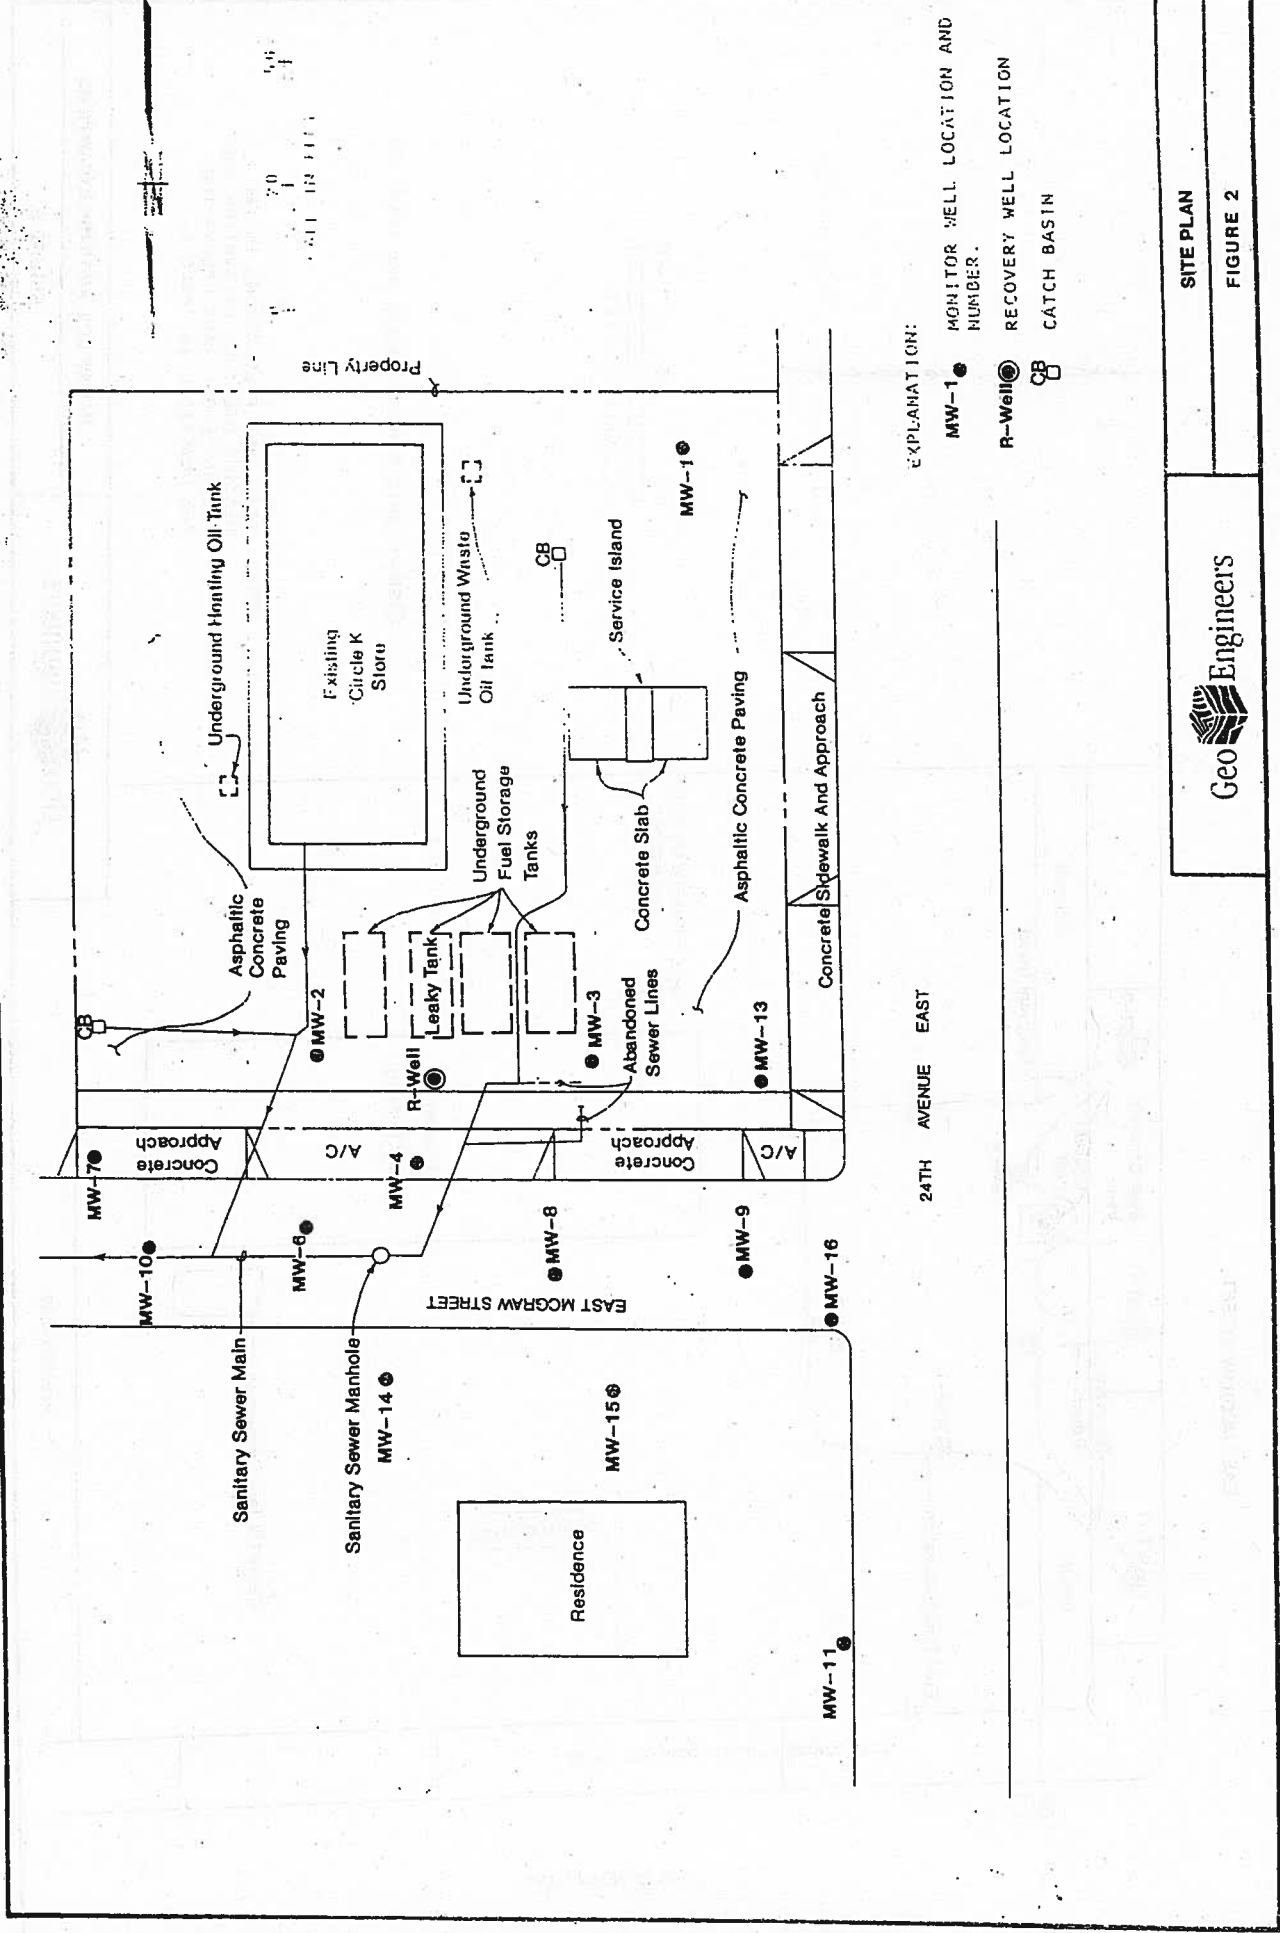 Property Line
Underground Heating Oil Tank
Existing
Circle K
Store
Underground Waste
Oil Tank
CB
MW-1
Service Island
Underground
Fuel Storage
Tanks
Concrete Slab
Asphaltic Concrete Paving
Concrete Sidewalk And Approach
Asphaltic
Concrete
Paving
CB
MW-2
Leaky Tank
R-Well
MW-3
Abandoned
Sewer Lines
MW-13
Concrete
Approach
A/C
Concrete
Approach
A/C
MW-7
MW-4
MW-10
MW-6
MW-8
MW-9
MW-16
EAST MCGRAW STREET
Sanitary Sewer Main
Sanitary Sewer Manhole
MW-14
MW-15
Residence
MW-11
24TH AVENUE EAST
EXPLANATION:
MW-1 MONITOR WELL LOCATION AND
NUMBER.
R-Well RECOVERY WELL LOCATION
CB CATCH BASIN
Geo Engineers
SITE PLAN
FIGURE 2